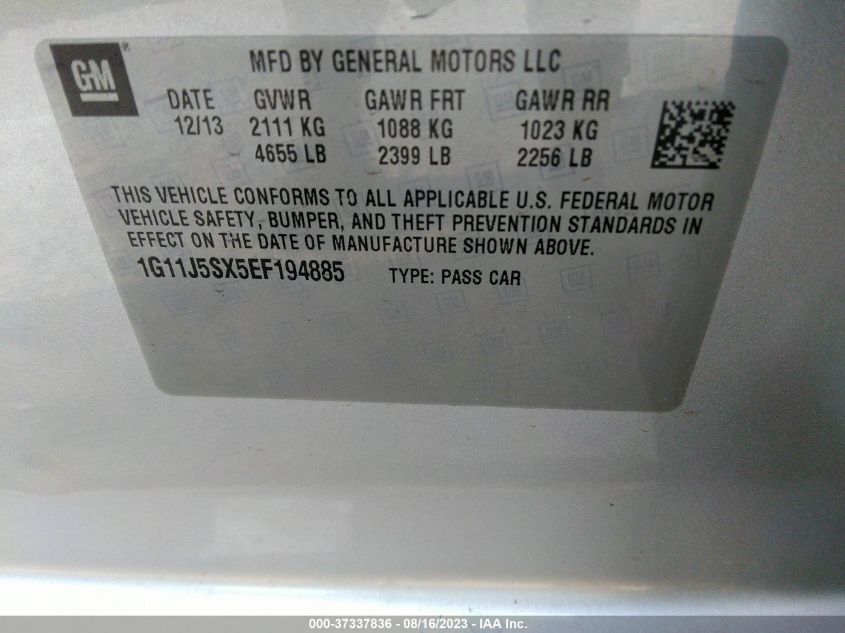 GM®
MFD BY GENERAL MOTORS LLC
DATE GVWR GAWR FRT GAWR RR
12/13 2111 KG 1088 KG 1023 KG
4655 LB 2399 LB 2256 LB
THIS VEHICLE CONFORMS TO ALL APPLICABLE U.S. FEDERAL MOTOR
VEHICLE SAFETY, BUMPER, AND THEFT PREVENTION STANDARDS IN
EFFECT ON THE DATE OF MANUFACTURE SHOWN ABOVE.
1G11J5SX5EF194885 TYPE: PASS CAR
000-37337836 - 08/16/2023 - IAA Inc.